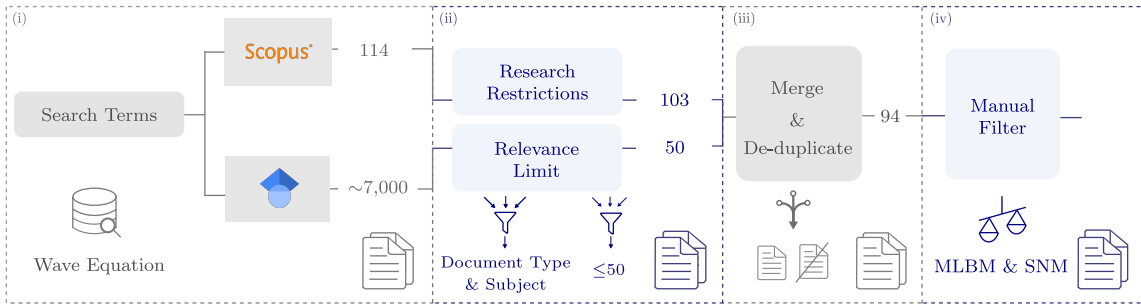 (i)
Search Terms
Wave Equation
Scopus
114
~7,000
(ii)
Research
Restrictions
103
Relevance
Limit
50
Document Type
& Subject
≤50
(iii)
Merge
&
De-duplicate
94
(iv)
Manual
Filter
MLBM & SNM